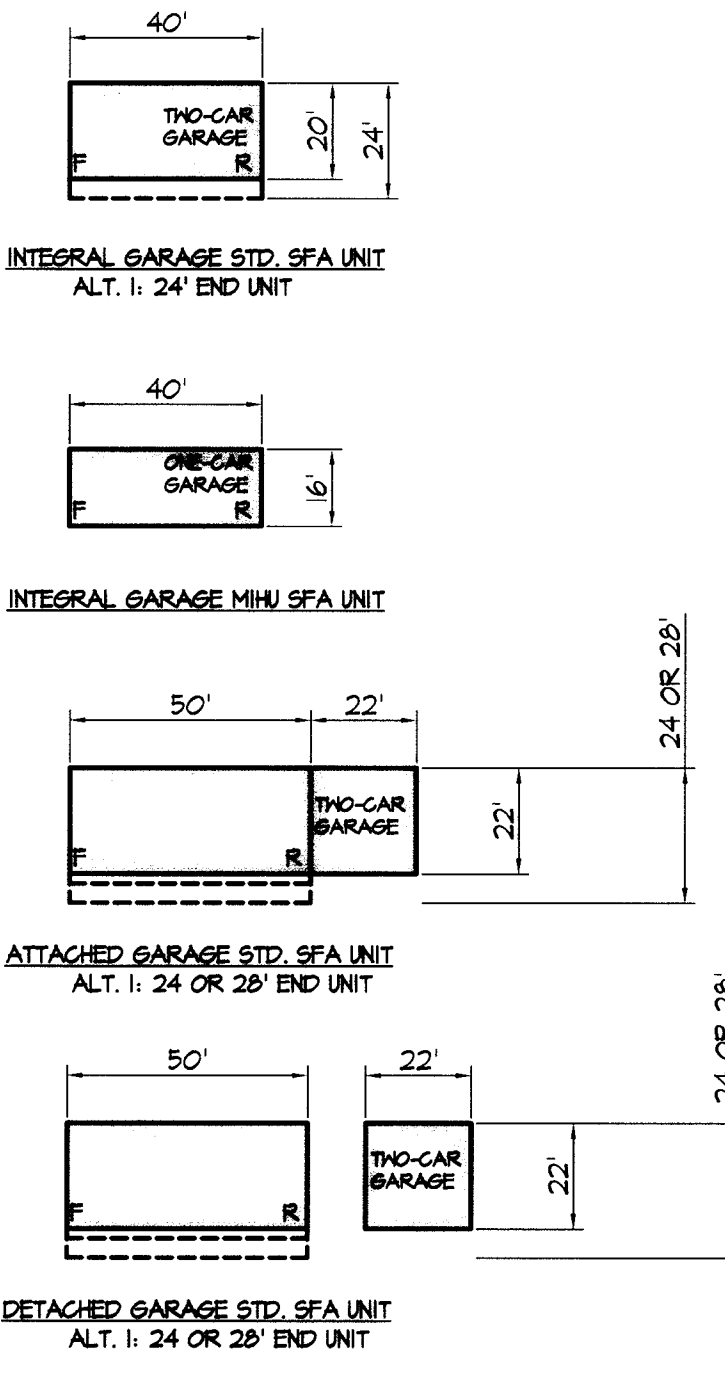 40'
TWO-CAR
GARAGE
F R
20'
24'
INTEGRAL GARAGE STD. SFA UNIT
ALT. 1: 24' END UNIT
40'
ONE-CAR
GARAGE
F R
16'
INTEGRAL GARAGE MIHU SFA UNIT
50'
22'
TWO-CAR
GARAGE
F R
22'
24 OR 28'
ATTACHED GARAGE STD. SFA UNIT
ALT. 1: 24 OR 28' END UNIT
50'
22'
TWO-CAR
GARAGE
F R
22'
24 OR 28'
DETACHED GARAGE STD. SFA UNIT
ALT. 1: 24 OR 28' END UNIT